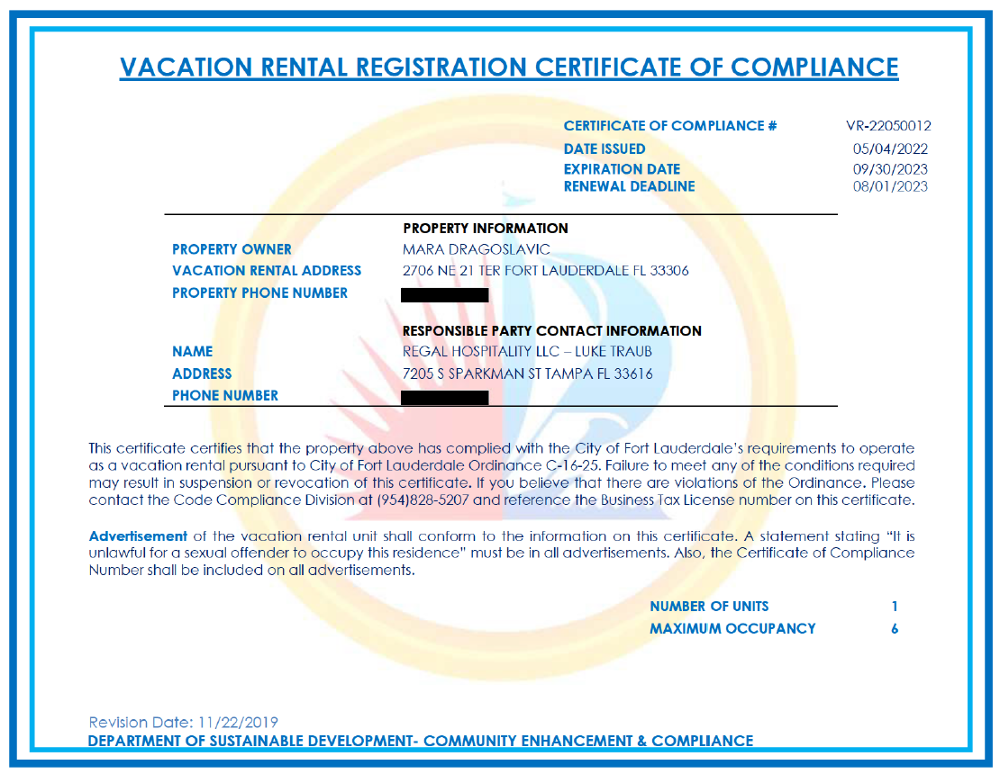 VACATION RENTAL REGISTRATION CERTIFICATE OF COMPLIANCE
CERTIFICATE OF COMPLIANCE # VR-22050012
DATE ISSUED 05/04/2022
EXPIRATION DATE 09/30/2023
RENEWAL DEADLINE 08/01/2023
PROPERTY INFORMATION
PROPERTY OWNER MARA DRAGOSLAVIC
VACATION RENTAL ADDRESS 2706 NE 21 TER FORT LAUDERDALE FL 33306
PROPERTY PHONE NUMBER
RESPONSIBLE PARTY CONTACT INFORMATION
NAME REGAL HOSPITALITY LLC – LUKE TRAUB
ADDRESS 7205 S SPARKMAN ST TAMPA FL 33616
PHONE NUMBER
This certificate certifies that the property above has complied with the City of Fort Lauderdale's requirements to operate
as a vacation rental pursuant to City of Fort Lauderdale Ordinance C-16-25. Failure to meet any of the conditions required
may result in suspension or revocation of this certificate. If you believe that there are violations of the Ordinance. Please
contact the Code Compliance Division at (954)828-5207 and reference the Business Tax License number on this certificate.
Advertisement of the vacation rental unit shall conform to the information on this certificate. A statement stating "It is
unlawful for a sexual offender to occupy this residence" must be in all advertisements. Also, the Certificate of Compliance
Number shall be included on all advertisements.
NUMBER OF UNITS 1
MAXIMUM OCCUPANCY 6
Revision Date: 11/22/2019
DEPARTMENT OF SUSTAINABLE DEVELOPMENT- COMMUNITY ENHANCEMENT & COMPLIANCE